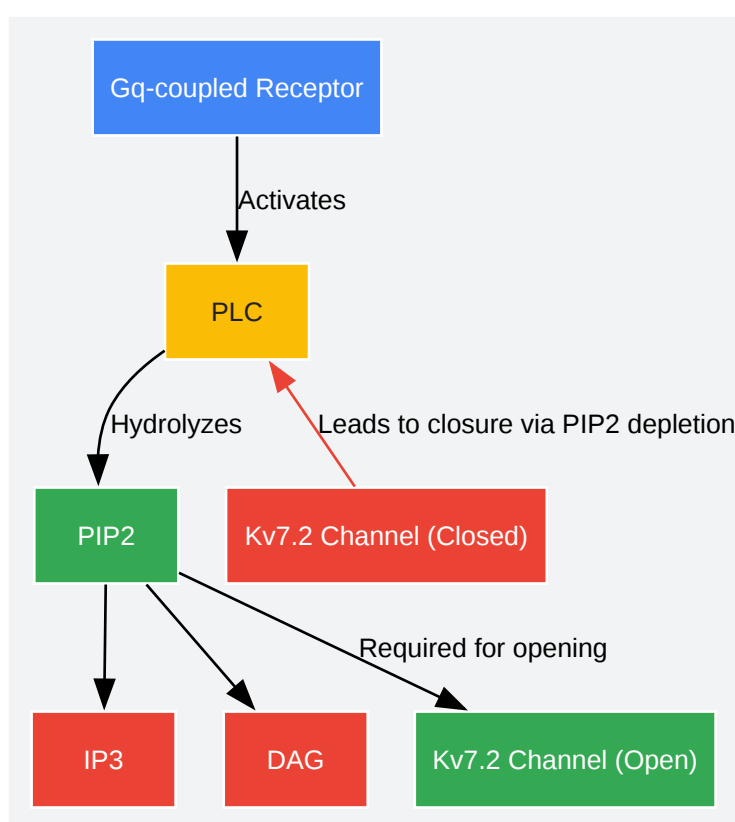 Gq-coupled Receptor
Activates
PLC
Hydrolyzes
Leads to closure via PIP2 depletion
PIP2
Kv7.2 Channel (Closed)
Required for opening
IP3
DAG
Kv7.2 Channel (Open)